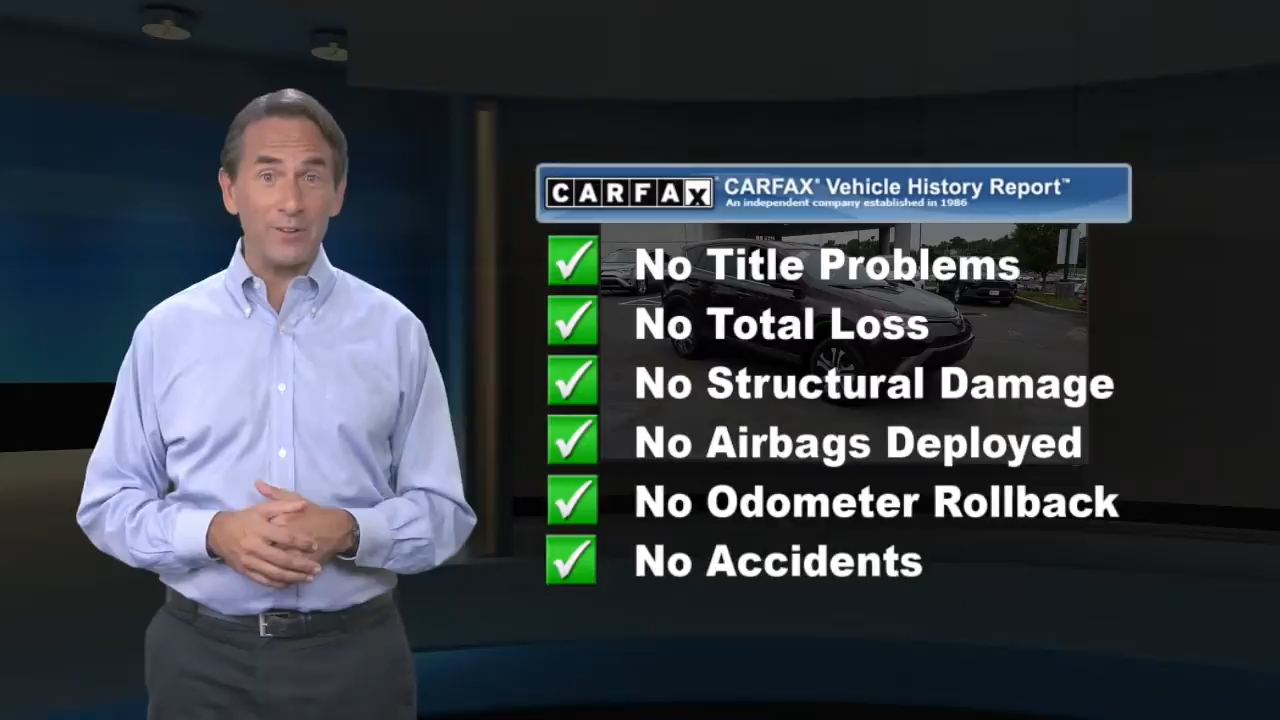 CARFAX® CARFAX® Vehicle History Report™
An independent company established in 1986
No Title Problems
No Total Loss
No Structural Damage
No Airbags Deployed
No Odometer Rollback
No Accidents